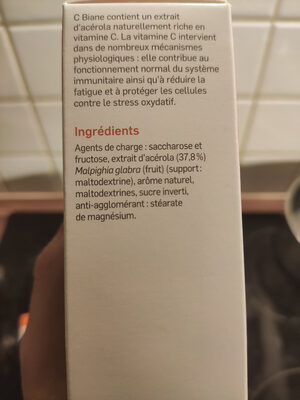 C Biane contient un extrait
d'acérola naturellement riche en
vitamine C. La vitamine C intervient
dans de nombreux mécanismes
physiologiques : elle contribue au
fonctionnement normal du système
immunitaire ainsi qu'à réduire la
fatigue et à protéger les cellules
contre le stress oxydatif.
Ingrédients
Agents de charge : saccharose et
fructose, extrait d'acérola (37,8%)
Malpighia glabra (fruit) (support :
maltodextrine), arôme naturel,
maltodextrines, sucre inverti,
anti-agglomérant : stéarate
de magnésium.